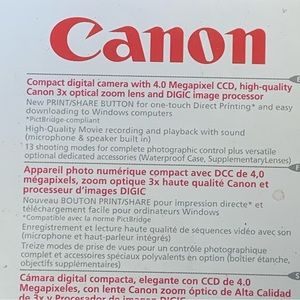 Canon
Compact digital camera with 4.0 Megapixel CCD, high-quality
Canon 3x optical zoom lens and DIGIC image processor
New PRINT/SHARE BUTTON for one-touch Direct Printing* and easy
downloading to Windows computers
*PictBridge-compliant
High-Quality Movie recording and playback with sound
(microphone & speaker built in)
13 shooting modes for complete photographic control plus versatile
optional dedicated accessories (Waterproof Case, SupplementaryLenses)
Appareil photo numérique compact avec DCC de 4,0
mégapixels, zoom optique 3x haute qualité Canon et
processeur d'images DIGIC
Nouveau BOUTON PRINT/SHARE pour impression directe* et
téléchargement facile pour ordinateurs Windows
*Compatible avec la norme PictBridge
Enregistrement et lecture haute qualité de séquences vidéo avec son
(microphone et haut-parleur intégrés)
Treize modes de prise de vues pour un contrôle photographique
complet et accessoires spéciaux polyvalents en option (boîtier étanche,
objectifs supplémentaires)
Cámara digital compacta, elegante con CCD de 4.0
Megapíxeles, con lente Canon zoom óptico de Alta Calidad
de 3x y Procesador de imagen DIGIC